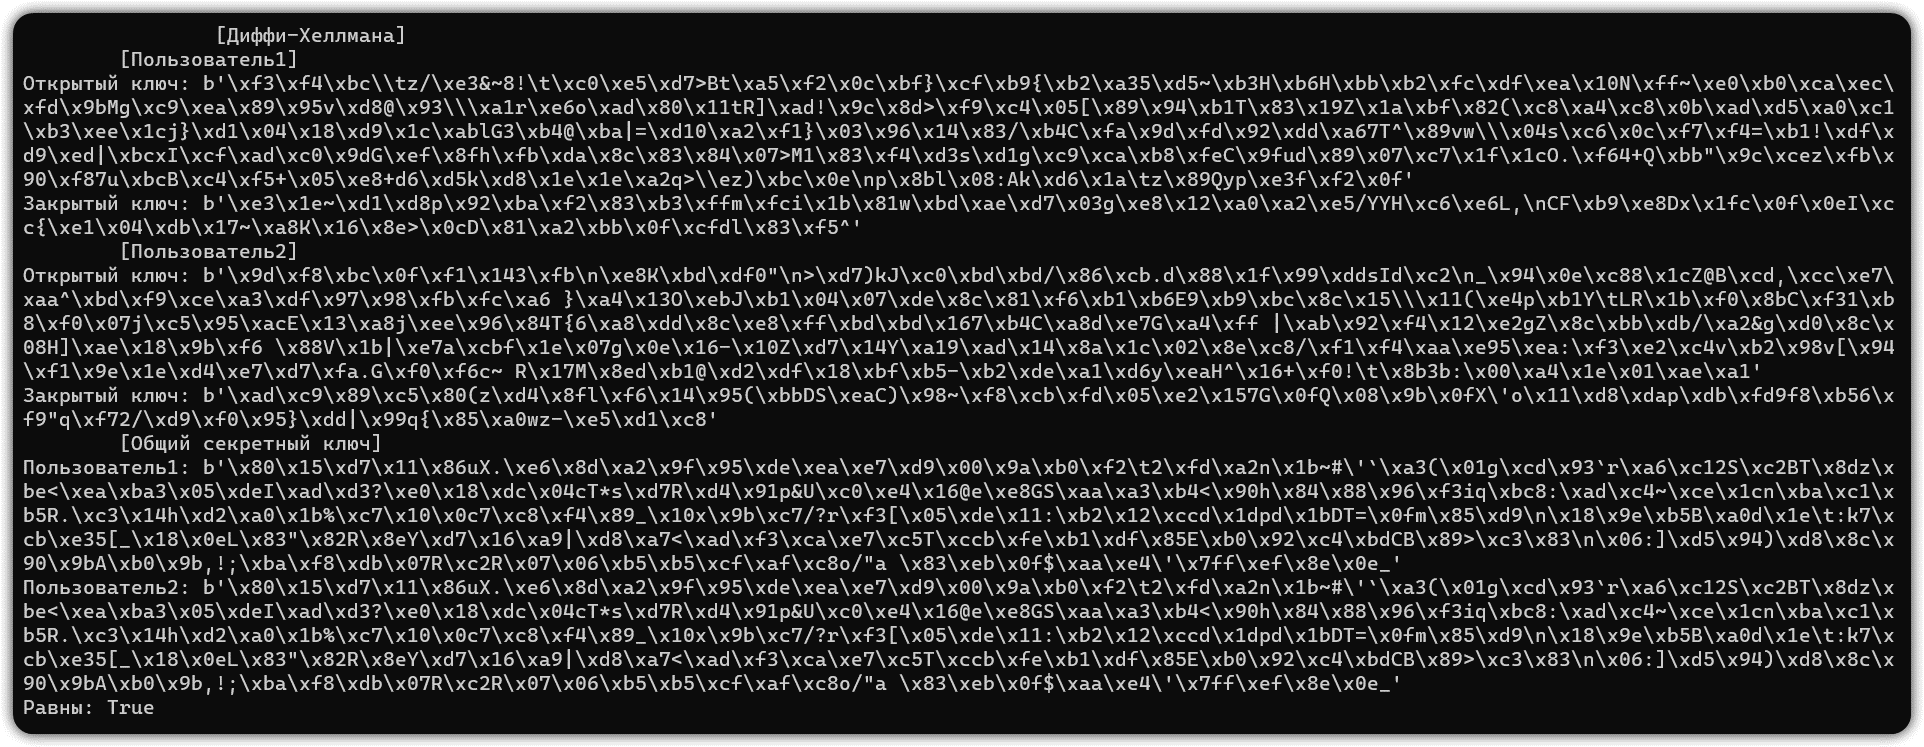 [Диффи-Хеллмана]
[Пользователь1]
Открытый ключ: b'\xf3\xf4\xbc\\tz/\xe3&~8!\t\xc0\xe5\xd7>Bt\xa5\xf2\x0c\xbf}\xcf\xb9{\xb2\xa35\xd5~\xb3H\xb6H\xbb\xb2\xfc\xdf\xea\x10N\xff~\xe0\xb0\xca\xec\
xfd\x9bMg\xc9\xea\x89\x95v\xd8@\x93\\\xa1r\xe6o\xad\x80\x11tR]\xad!\x9c\x8d>\xf9\xc4\x05[\x89\x94\xb1T\x83\x19Z\x1a\xbf\x82(\xc8\xa4\xc8\x0b\xad\xd5\xa0\xc1
\xb3\xee\x1cj}\xd1\x04\x18\xd9\x1c\xablG3\xb4@\xba|=\xd10\xa2\xf1}\x03\x96\x14\x83/\xb4C\xfa\x9d\xfd\x92\xdd\xa67T^\x89vw\\\x04s\xc6\x0c\xf7\xf4=\xb1!\xdf\x
d9\xed|\xbcxI\xcf\xad\xc0\x9dG\xef\x8fh\xfb\xda\x8c\x83\x84\x07>M1\x83\xf4\xd3s\xd1g\xc9\xca\xb8\xfeC\x9fud\x89\x07\xc7\x1f\x1cO.\xf64+Q\xbb"\x9c\xcez\xfb\x
90\xf87u\xbcB\xc4\xf5+\x05\xe8+d6\xd5k\xd8\x1e\x1e\xa2q>\\ez)\xbc\x0e\np\x8bl\x08:Ak\xd6\x1a\tz\x89Qyp\xe3f\xf2\x0f'
Закрытый ключ: b'\xe3\x1e~\xd1\xd8p\x92\xba\xf2\x83\xb3\xffm\xfci\x1b\x81w\xbd\xae\xd7\x03g\xe8\x12\xa0\xa2\xe5/YYH\xc6\xe6L,\nCF\xb9\xe8Dx\x1fc\x0f\x0eI\xc
c{\xe1\x04\xdb\x17~\xa8K\x16\x8e>\x0cD\x81\xa2\xbb\x0f\xcfdl\x83\xf5^'
[Пользователь2]
Открытый ключ: b'\x9d\xf8\xbc\x0f\xf1\x143\xfb\n\xe8K\xbd\xdf0"\n>\xd7)kJ\xc0\xbd\xbd/\x86\xcb.d\x88\x1f\x99\xddsId\xc2\n_\x94\x0e\xc88\x1cZ@B\xcd,\xcc\xe7\
xaa^\xbd\xf9\xce\xa3\xdf\x97\x98\xfb\xfc\xa6 }\xa4\x13O\xebJ\xb1\x04\x07\xde\x8c\x81\xf6\xb1\xb6E9\xb9\xbc\x8c\x15\\\x11(\xe4p\xb1Y\tLR\x1b\xf0\x8bC\xf31\xb
8\xf0\x07j\xc5\x95\xacE\x13\xa8j\xee\x96\x84T{6\xa8\xdd\x8c\xe8\xff\xbd\xbd\x167\xb4C\xa8d\xe7G\xa4\xff |\xab\x92\xf4\x12\xe2gZ\x8c\xbb\xdb/\xa2&g\xd0\x8c\x
08H]\xae\x18\x9b\xf6 \x88V\x1b|\xe7a\xcbf\x1e\x07g\x0e\x16-\x10Z\xd7\x14Y\xa19\xad\x14\x8a\x1c\x02\x8e\xc8/\xf1\xf4\xaa\xe95\xea:\xf3\xe2\xc4v\xb2\x98v[\x94
\xf1\x9e\x1e\xd4\xe7\xd7\xfa.G\xf0\xf6c~ R\x17M\x8ed\xb1@\xd2\xdf\x18\xbf\xb5-\xb2\xde\xa1\xd6y\xeaH^\x16+\xf0!\t\x8b3b:\x00\xa4\x1e\x01\xae\xa1'
Закрытый ключ: b'\xad\xc9\x89\xc5\x80(z\xd4\x8fl\xf6\x14\x95(\xbbDS\xeaC)\x98~\xf8\xcb\xfd\x05\xe2\x157G\x0fQ\x08\x9b\x0fX\'o\x11\xd8\xdap\xdb\xfd9f8\xb56\x
f9"q\xf72/\xd9\xf0\x95}\xdd|\x99q{\x85\xa0wz-\xe5\xd1\xc8'
[Общий секретный ключ]
Пользователь1: b'\x80\x15\xd7\x11\x86uX.\xe6\x8d\xa2\x9f\x95\xde\xea\xe7\xd9\x00\x9a\xb0\xf2\t2\xfd\xa2n\x1b~#\'`\xa3(\x01g\xcd\x93`r\xa6\xc12S\xc2BT\x8dz\x
be<\xea\xba3\x05\xdeI\xad\xd3?\xe0\x18\xdc\x04cT*s\xd7R\xd4\x91p&U\xc0\xe4\x16@e\xe8GS\xaa\xa3\xb4<\x90h\x84\x88\x96\xf3iq\xbc8:\xad\xc4~\xce\x1cn\xba\xc1\x
b5R.\xc3\x14h\xd2\xa0\x1b%\xc7\x10\x0c7\xc8\xf4\x89_\x10x\x9b\xc7/?r\xf3[\x05\xde\x11:\xb2\x12\xccd\x1dpd\x1bDT=\x0fm\x85\xd9\n\x18\x9e\xb5B\xa0d\x1e\t:k7\x
cb\xe35[_\x18\x0eL\x83"\x82R\x8eY\xd7\x16\xa9|\xd8\xa7<\xad\xf3\xca\xe7\xc5T\xccb\xfe\xb1\xdf\x85E\xb0\x92\xc4\xbdCB\x89>\xc3\x83\n\x06:]\xd5\x94)\xd8\x8c\x
90\x9bA\xb0\x9b,!;\xba\xf8\xdb\x07R\xc2R\x07\x06\xb5\xb5\xcf\xaf\xc8o/"a \x83\xeb\x0f$\xaa\xe4\'\x7ff\xef\x8e\x0e_'
Пользователь2: b'\x80\x15\xd7\x11\x86uX.\xe6\x8d\xa2\x9f\x95\xde\xea\xe7\xd9\x00\x9a\xb0\xf2\t2\xfd\xa2n\x1b~#\'`\xa3(\x01g\xcd\x93`r\xa6\xc12S\xc2BT\x8dz\x
be<\xea\xba3\x05\xdeI\xad\xd3?\xe0\x18\xdc\x04cT*s\xd7R\xd4\x91p&U\xc0\xe4\x16@e\xe8GS\xaa\xa3\xb4<\x90h\x84\x88\x96\xf3iq\xbc8:\xad\xc4~\xce\x1cn\xba\xc1\x
b5R.\xc3\x14h\xd2\xa0\x1b%\xc7\x10\x0c7\xc8\xf4\x89_\x10x\x9b\xc7/?r\xf3[\x05\xde\x11:\xb2\x12\xccd\x1dpd\x1bDT=\x0fm\x85\xd9\n\x18\x9e\xb5B\xa0d\x1e\t:k7\x
cb\xe35[_\x18\x0eL\x83"\x82R\x8eY\xd7\x16\xa9|\xd8\xa7<\xad\xf3\xca\xe7\xc5T\xccb\xfe\xb1\xdf\x85E\xb0\x92\xc4\xbdCB\x89>\xc3\x83\n\x06:]\xd5\x94)\xd8\x8c\x
90\x9bA\xb0\x9b,!;\xba\xf8\xdb\x07R\xc2R\x07\x06\xb5\xb5\xcf\xaf\xc8o/"a \x83\xeb\x0f$\xaa\xe4\'\x7ff\xef\x8e\x0e_'
Равны: True